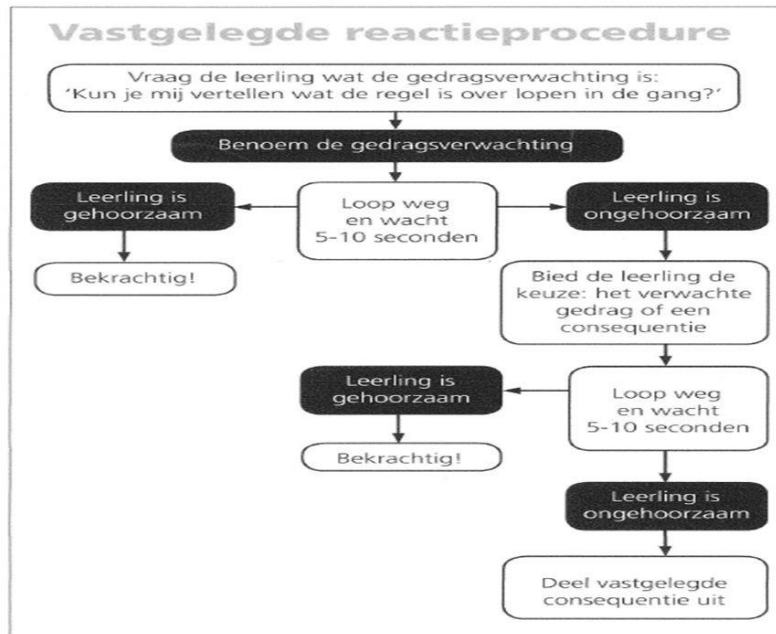 Vastgelegde reactieprocedure
Vraag de leerling wat de gedragsverwachting is:
‘Kun je mij vertellen wat de regel is over lopen in de gang?’
Benoem de gedragsverwachting
Leerling is
gehoorzaam
Loop weg
en wacht
5-10 seconden
Leerling is
ongehoorzaam
Bekrachtig!
Bied de leerling de
keuze: het verwachte
gedrag of een
consequentie
Leerling is
gehoorzaam
Loop weg
en wacht
5-10 seconden
Bekrachtig!
Leerling is
ongehoorzaam
Deel vastgelegde
consequentie uit